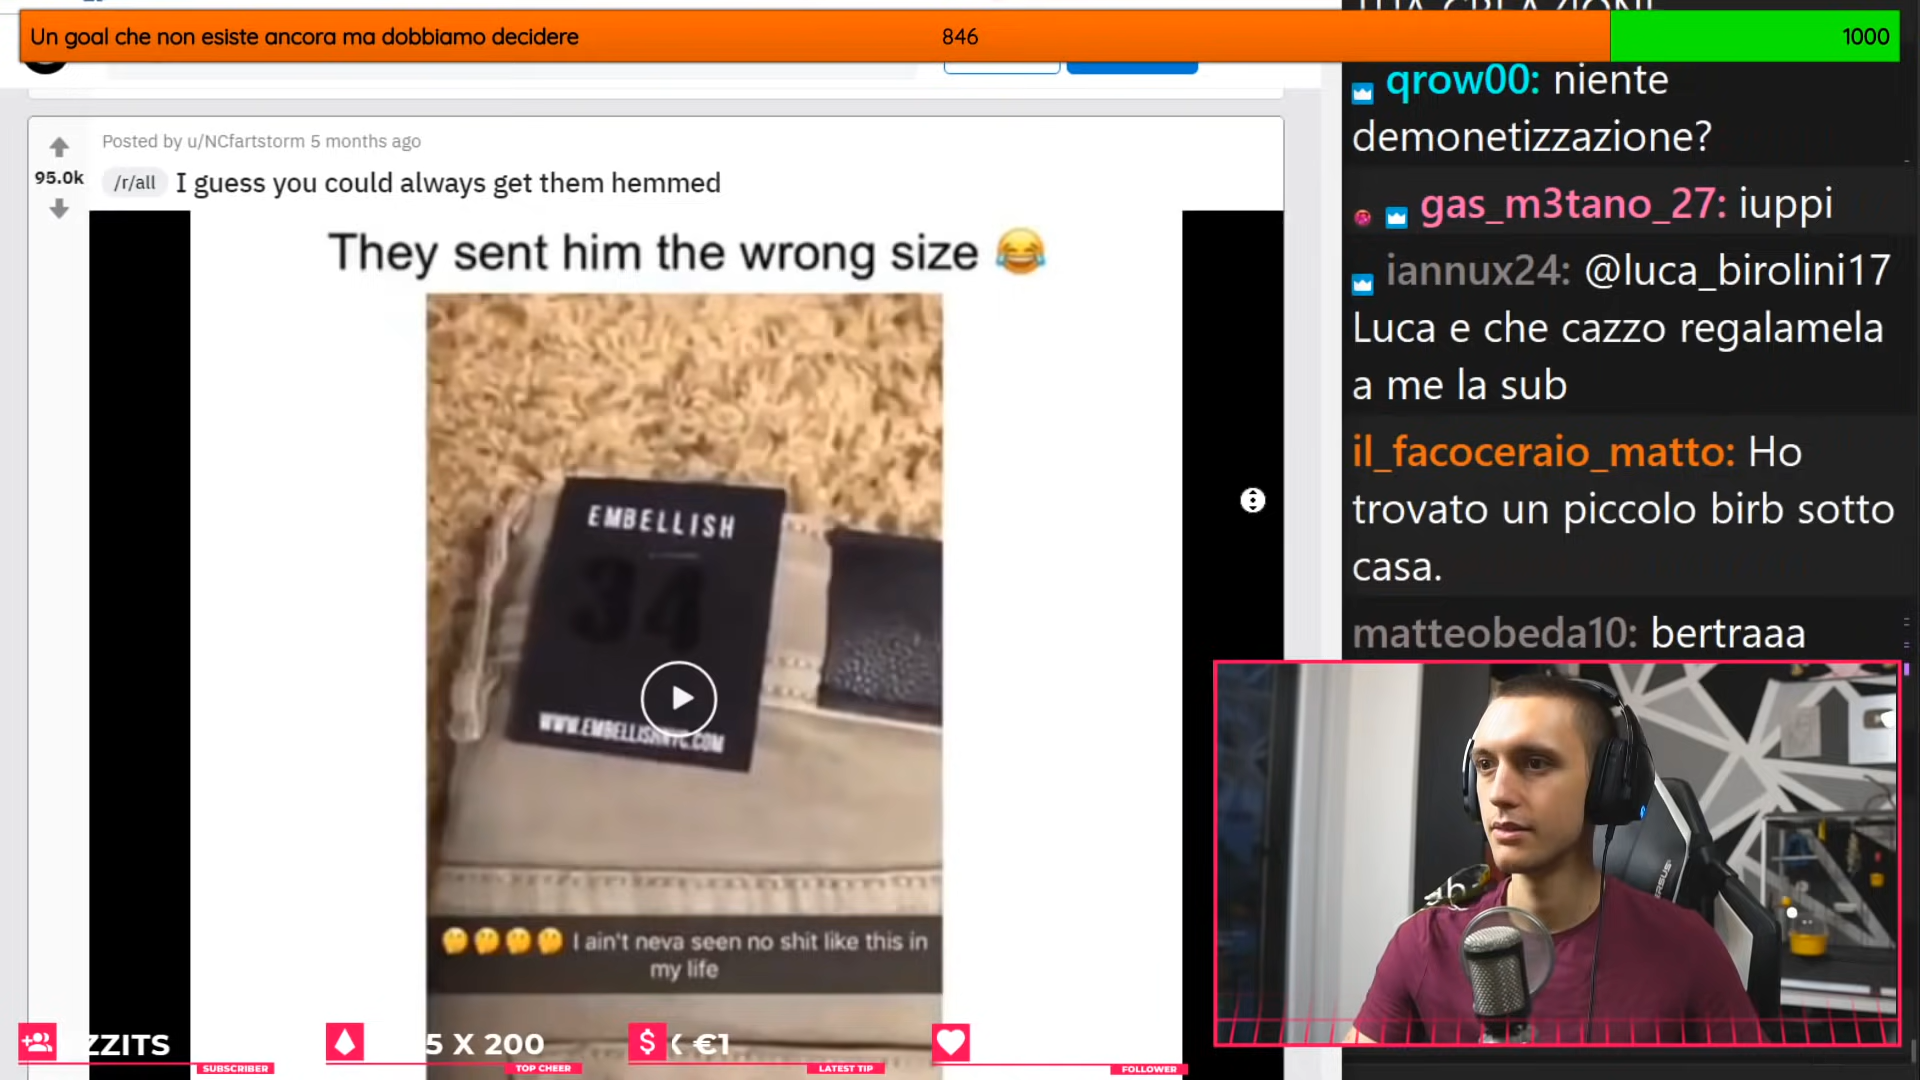 Un goal che non esiste ancora ma dobbiamo decidere
846
1000
Posted by u/NCfartstorm 5 months ago
95.0k
/r/all I guess you could always get them hemmed
They sent him the wrong size 😂
EMBELLISH
34
WWW.EMBELLISHNYC.COM
🤔🤔🤔🤔 I ain't neva seen no shit like this in
my life
qrow00: niente
demonetizzazione?
gas_m3tano_27: iuppi
iannux24: @luca_birolini17
Luca e che cazzo regalamela
a me la sub
il_facoceraio_matto: Ho
trovato un piccolo birb sotto
casa.
matteobeda10: bertraaa
ZZITS
SUBSCRIBER
5 X 200
TOP CHEER
€1
LATEST TIP
FOLLOWER